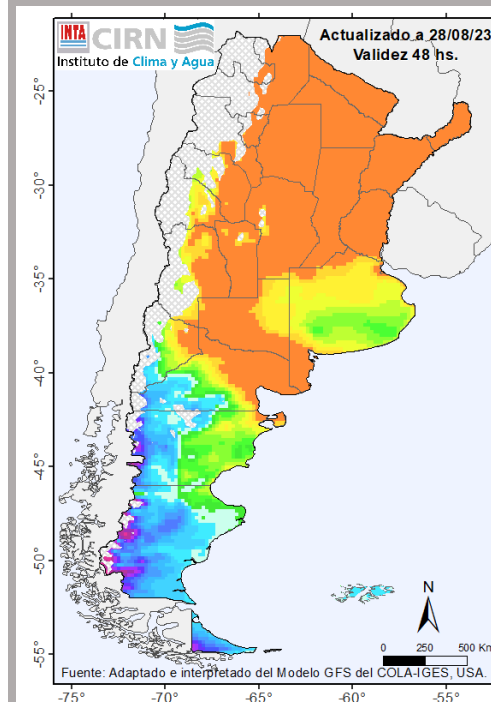 INTA
CIRN
Instituto de Clima y Agua
Actualizado a 28/08/23
Validez 48 hs.
-25°
-30°
-35°
-40°
-45°
-50°
-55°
N
0 250 500 Km
Fuente: Adaptado e interpretado del Modelo GFS del COLA-IGES, USA.
-75° -70° -65° -60° -55°